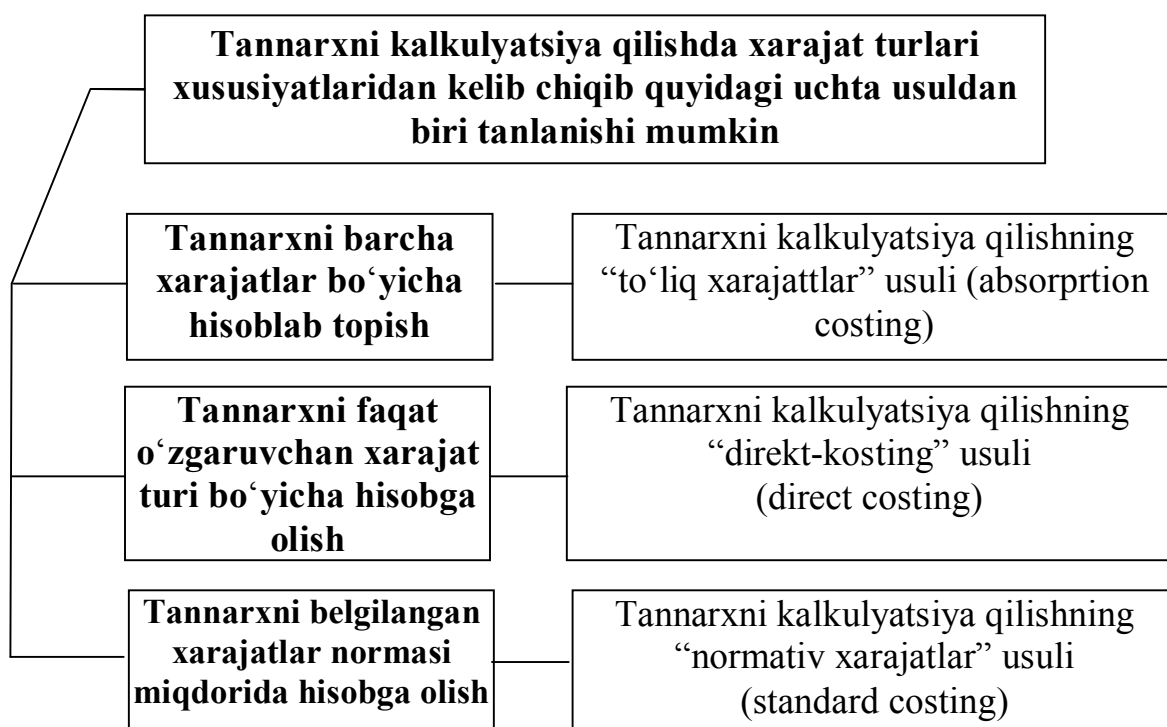 Tannarxni kalkulyatsiya qilishda xarajat turlari
xususiyatlaridan kelib chiqib quyidagi uchta usuldan
biri tanlanishi mumkin
Tannarxni barcha
xarajatlar bo‘yicha
hisoblab topish
Tannarxni kalkulyatsiya qilishning
“to‘liq xarajattlar” usuli (absorprtion
costing)
Tannarxni faqat
o‘zgaruvchan xarajat
turi bo‘yicha hisobga
olish
Tannarxni kalkulyatsiya qilishning
“direkt-kosting” usuli
(direct costing)
Tannarxni belgilangan
xarajatlar normasi
miqdorida hisobga olish
Tannarxni kalkulyatsiya qilishning
“normativ xarajatlar” usuli
(standard costing)